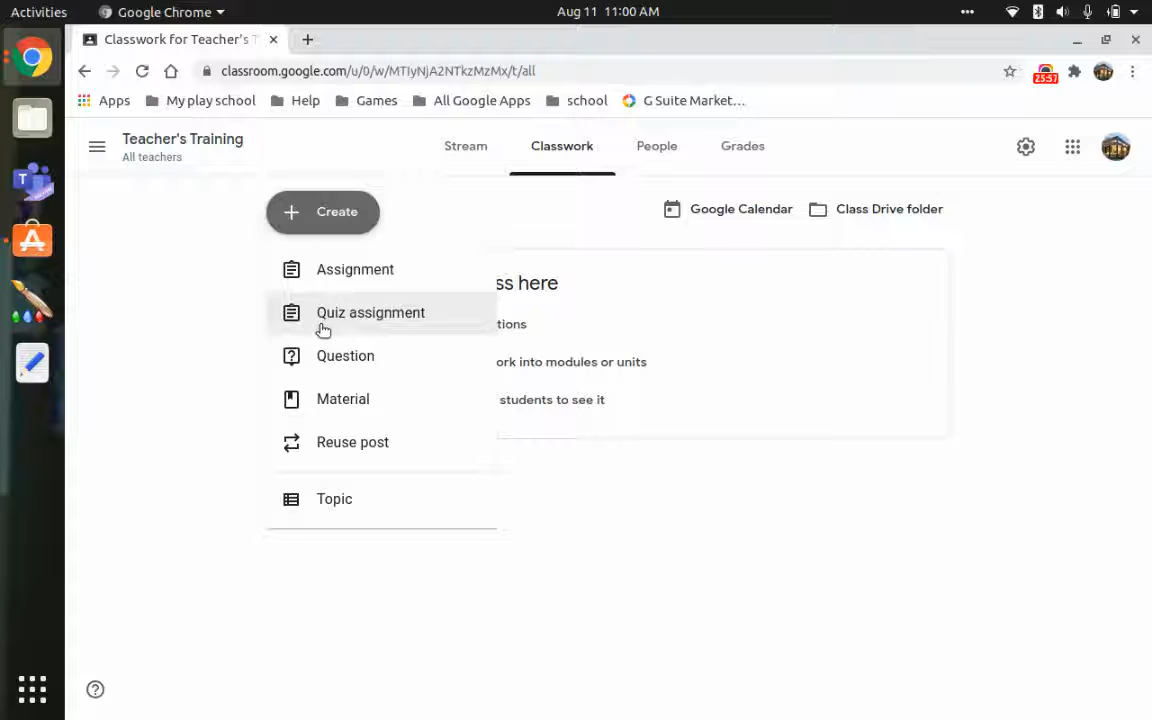 Activities
Google Chrome
Aug 11 11:00 AM
Classwork for Teacher's T
classroom.google.com/u/0/w/MTIyNjA2NTkzMzMx/t/all
25:57
Apps
My play school
Help
Games
All Google Apps
school
G Suite Market...
Teacher's Training
All teachers
Stream
Classwork
People
Grades
Create
Google Calendar
Class Drive folder
Assignment
Quiz assignment
Question
Material
Reuse post
Topic
ss here
tions
ork into modules or units
students to see it